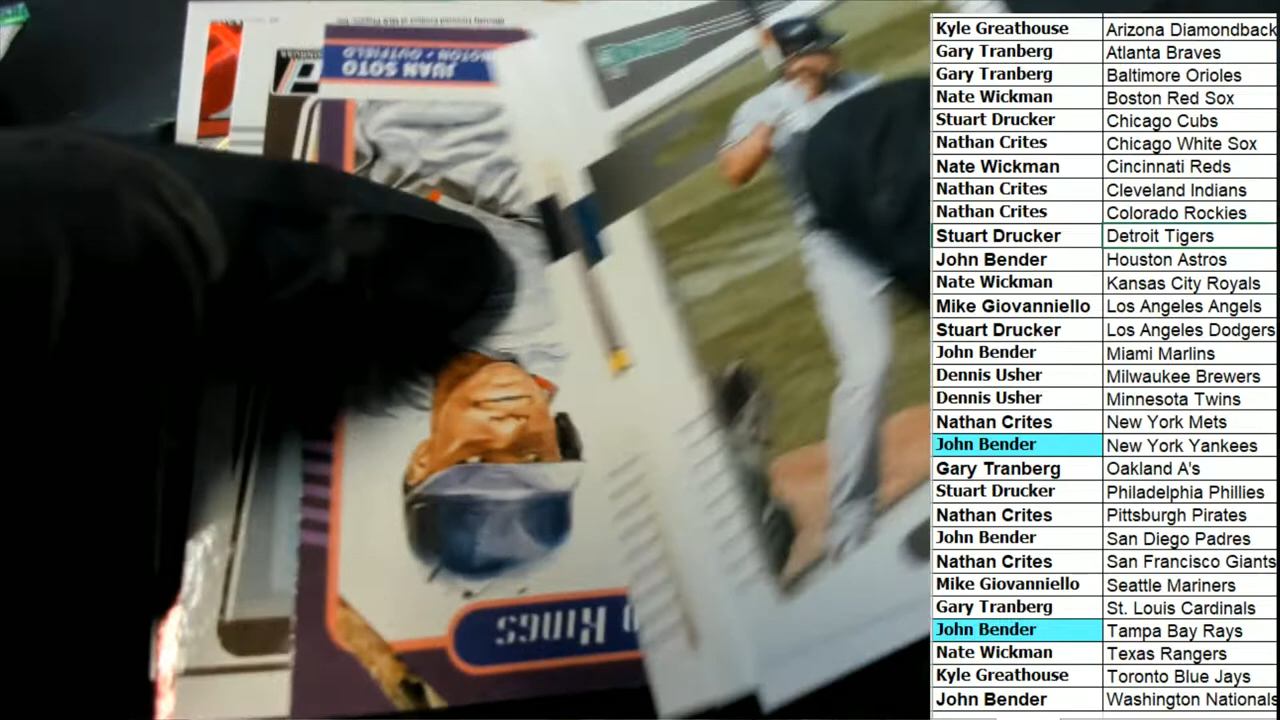 JUAN SOTO
NGTON • OUTFIELD
D KINGS
Kyle Greathouse Arizona Diamondback
Gary Tranberg Atlanta Braves
Gary Tranberg Baltimore Orioles
Nate Wickman Boston Red Sox
Stuart Drucker Chicago Cubs
Nathan Crites Chicago White Sox
Nate Wickman Cincinnati Reds
Nathan Crites Cleveland Indians
Nathan Crites Colorado Rockies
Stuart Drucker Detroit Tigers
John Bender Houston Astros
Nate Wickman Kansas City Royals
Mike Giovanniello Los Angeles Angels
Stuart Drucker Los Angeles Dodgers
John Bender Miami Marlins
Dennis Usher Milwaukee Brewers
Dennis Usher Minnesota Twins
Nathan Crites New York Mets
John Bender New York Yankees
Gary Tranberg Oakland A's
Stuart Drucker Philadelphia Phillies
Nathan Crites Pittsburgh Pirates
John Bender San Diego Padres
Nathan Crites San Francisco Giants
Mike Giovanniello Seattle Mariners
Gary Tranberg St. Louis Cardinals
John Bender Tampa Bay Rays
Nate Wickman Texas Rangers
Kyle Greathouse Toronto Blue Jays
John Bender Washington Nationals